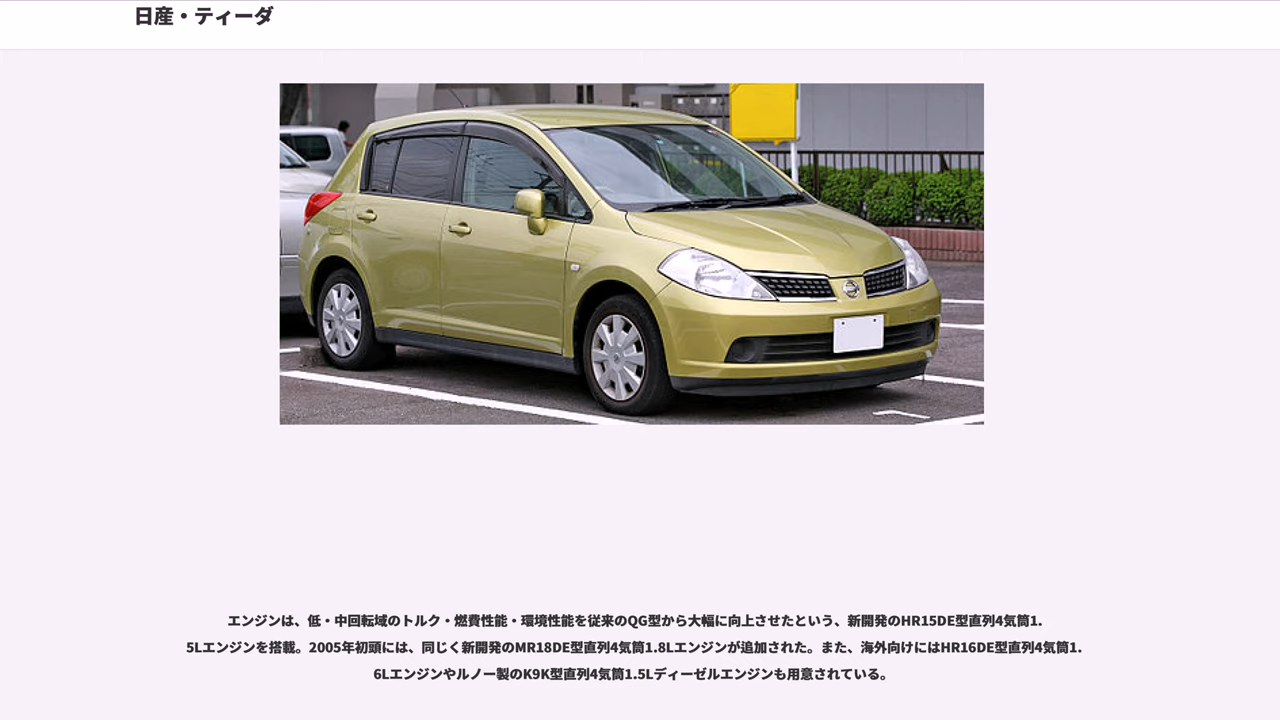 日産・ティーダ
エンジンは、低・中回転域のトルク・燃費性能・環境性能を従来のQG型から大幅に向上させたという、新開発のHR15DE型直列4気筒1.
5Lエンジンを搭載。2005年初頭には、同じく新開発のMR18DE型直列4気筒1.8Lエンジンが追加された。また、海外向けにはHR16DE型直列4気筒1.
6LエンジンやルノーN製のK9K型直列4気筒1.5Lディーゼルエンジンも用意されている。